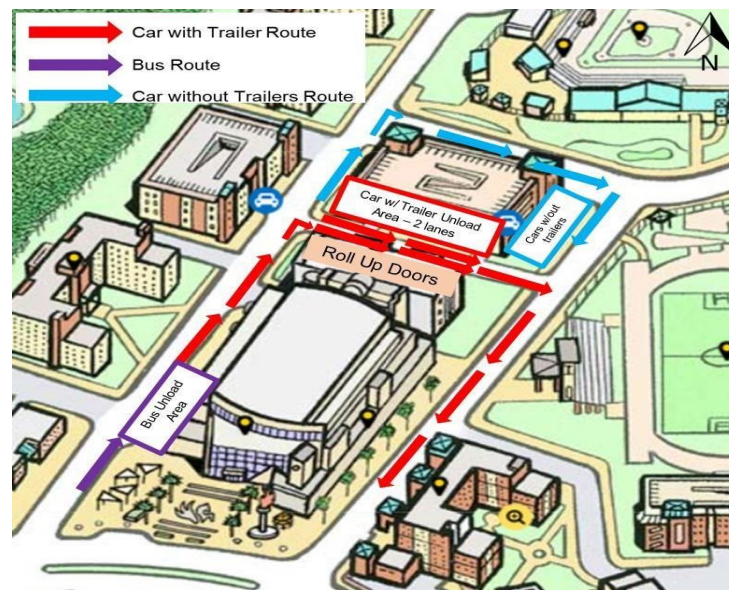 Car with Trailer Route
Bus Route
Car without Trailers Route
N
Car w/ Trailer Unload
Area – 2 lanes
Cars w/out
trailers
Roll Up Doors
Bus Unload
Area